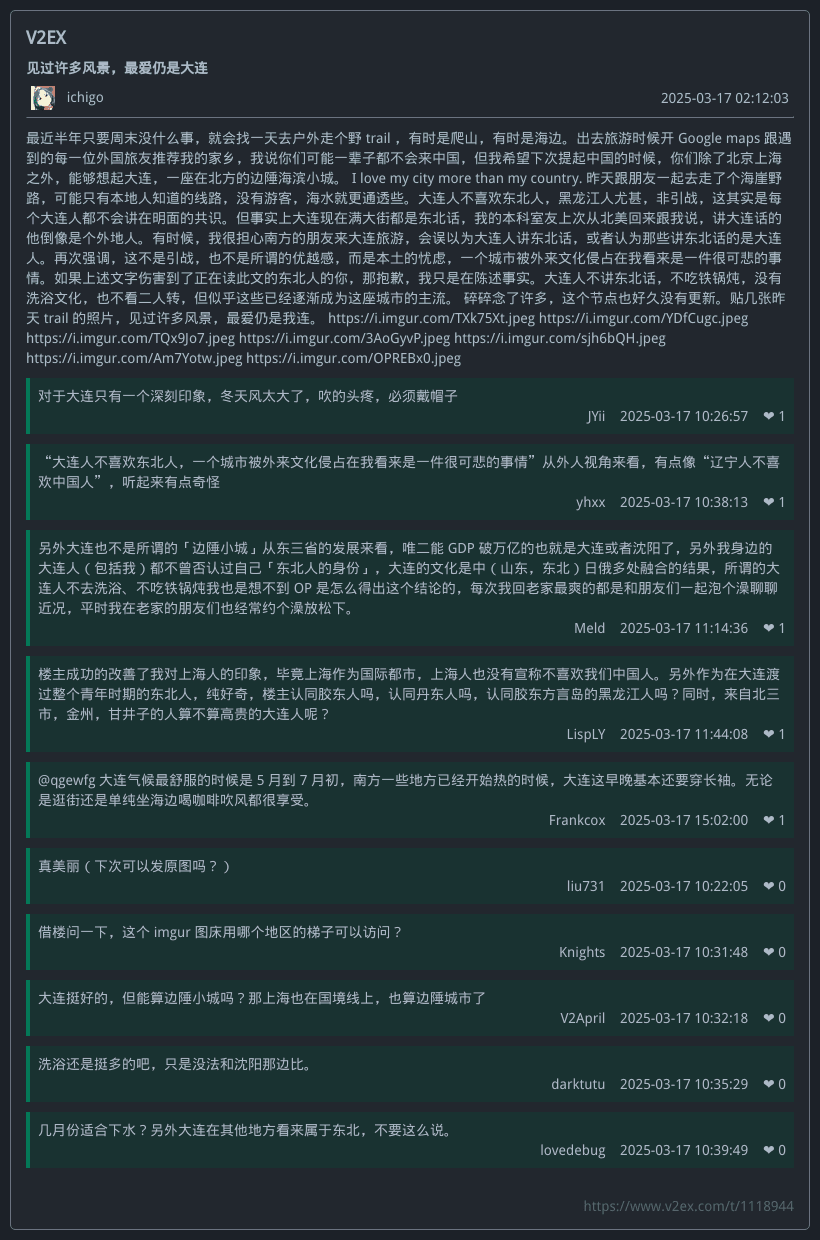 V2EX
见过许多风景，最爱仍是大连
ichigo
2025-03-17 02:12:03
最近半年只要周末没什么事，就会找一天去户外走个野 trail ，有时是爬山，有时是海边。出去旅游时候开 Google maps 跟遇
到的每一位外国旅友推荐我的家乡，我说你们可能一辈子都不会来中国，但我希望下次提起中国的时候，你们除了北京上海
之外，能够想起大连，一座在北方的边陲海滨小城。 I love my city more than my country. 昨天跟朋友一起去走了个海崖野
路，可能只有本地人知道的线路，没有游客，海水就更通透些。大连人不喜欢东北人，黑龙江人尤甚，非引战，这其实是每
个大连人都不会讲在明面的共识。但事实上大连现在满大街都是东北话，我的本科室友上次从北美回来跟我说，讲大连话的
他倒像是个外地人。有时候，我很担心南方的朋友来大连旅游，会误以为大连人讲东北话，或者认为那些讲东北话的是大连
人。再次强调，这不是引战，也不是所谓的优越感，而是本土的忧虑，一个城市被外来文化侵占在我看来是一件很可悲的事
情。如果上述文字伤害到了正在读此文的东北人的你，那抱歉，我只是在陈述事实。大连人不讲东北话，不吃铁锅炖，没有
洗浴文化，也不看二人转，但似乎这些已经逐渐成为这座城市的主流。 碎碎念了许多，这个节点也好久没有更新。贴几张昨
天 trail 的照片，见过许多风景，最爱仍是我连。 https://i.imgur.com/TXk75Xt.jpeg https://i.imgur.com/YDfCugc.jpeg
https://i.imgur.com/TQx9Jo7.jpeg https://i.imgur.com/3AoGyvP.jpeg https://i.imgur.com/sjh6bQH.jpeg
https://i.imgur.com/Am7Yotw.jpeg https://i.imgur.com/OPREBx0.jpeg
对于大连只有一个深刻印象，冬天风太大了，吹的头疼，必须戴帽子
JYii 2025-03-17 10:26:57 ❤ 1
“大连人不喜欢东北人，一个城市被外来文化侵占在我看来是一件很可悲的事情”从外人视角来看，有点像“辽宁人不喜
欢中国人”，听起来有点奇怪
yhxx 2025-03-17 10:38:13 ❤ 1
另外大连也不是所谓的「边陲小城」从东三省的发展来看，唯二能 GDP 破万亿的也就是大连或者沈阳了，另外我身边的
大连人（包括我）都不曾否认过自己「东北人的身份」，大连的文化是中（山东，东北）日俄多处融合的结果，所谓的大
连人不去洗浴、不吃铁锅炖我也是想不到 OP 是怎么得出这个结论的，每次我回老家最爽的都是和朋友们一起泡个澡聊聊
近况，平时我在老家的朋友们也经常约个澡放松下。
Meld 2025-03-17 11:14:36 ❤ 1
楼主成功的改善了我对上海人的印象，毕竟上海作为国际都市，上海人也没有宣称不喜欢我们中国人。另外作为在大连渡
过整个青年时期的东北人，纯好奇，楼主认同胶东人吗，认同丹东人吗，认同胶东方言岛的黑龙江人吗？同时，来自北三
市，金州，甘井子的人算不算高贵的大连人呢？
LispLY 2025-03-17 11:44:08 ❤ 1
@qgewfg 大连气候最舒服的时候是 5 月到 7 月初，南方一些地方已经开始热的时候，大连这早晚基本还要穿长袖。无论
是逛街还是单纯坐海边喝咖啡吹风都很享受。
Frankcox 2025-03-17 15:02:00 ❤ 1
真美丽（下次可以发原图吗？）
liu731 2025-03-17 10:22:05 ❤ 0
借楼问一下，这个 imgur 图床用哪个地区的梯子可以访问？
Knights 2025-03-17 10:31:48 ❤ 0
大连挺好的，但能算边陲小城吗？那上海也在国境线上，也算边陲城市了
V2April 2025-03-17 10:32:18 ❤ 0
洗浴还是挺多的吧，只是没法和沈阳那边比。
darktutu 2025-03-17 10:35:29 ❤ 0
几月份适合下水？另外大连在其他地方看来属于东北，不要这么说。
lovedebug 2025-03-17 10:39:49 ❤ 0
https://www.v2ex.com/t/1118944